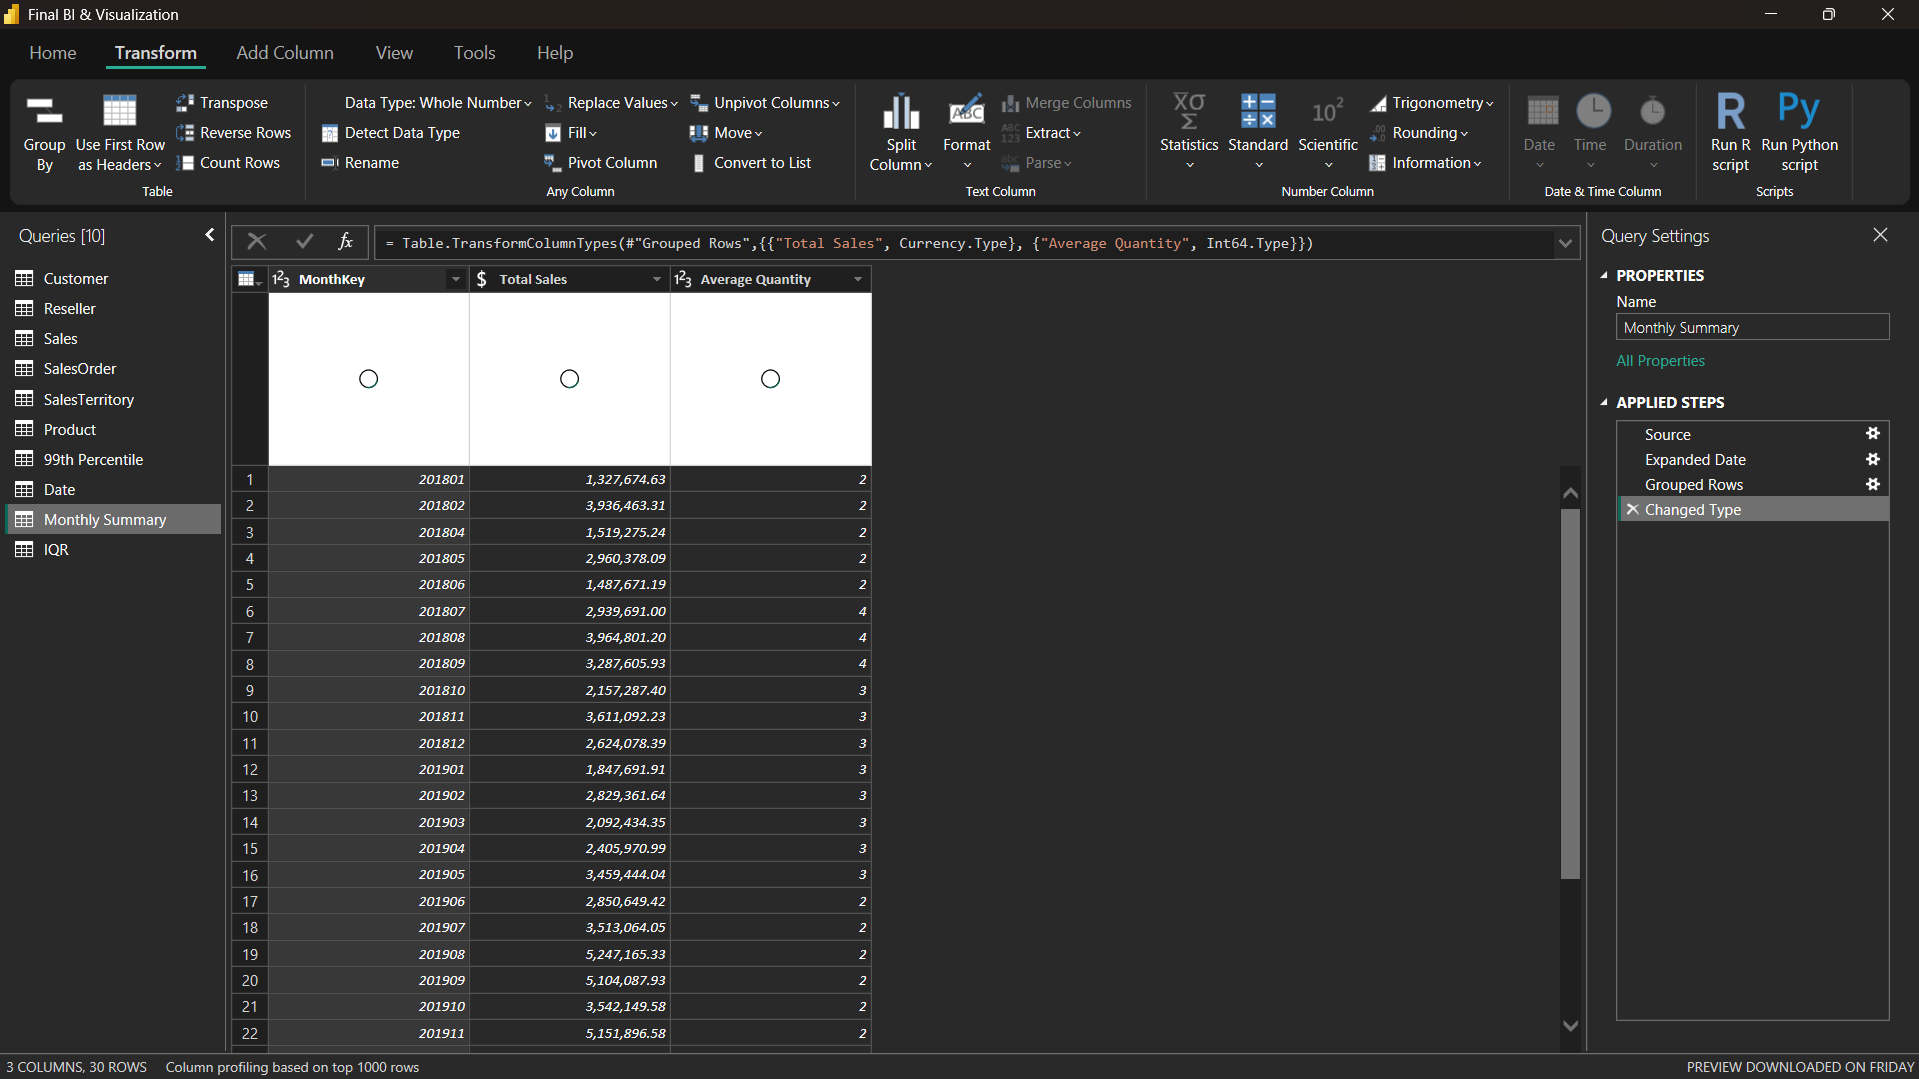 Final BI & Visualization
Home Transform Add Column View Tools Help
Group By
Use First Row as Headers
Transpose
Reverse Rows
Count Rows
Table
Data Type: Whole Number
Detect Data Type
Rename
Replace Values
Fill
Pivot Column
Unpivot Columns
Move
Convert to List
Any Column
Split Column
Format
ABC
Merge Columns
ABC 123 Extract
abc Parse
Text Column
X̄σ Σ Statistics
Standard
10² Scientific
Trigonometry
.00 Rounding
Information
Number Column
Date
Time
Duration
Date & Time Column
R Run R script
Py Run Python script
Scripts
Queries [10]
Customer
Reseller
Sales
SalesOrder
SalesTerritory
Product
99th Percentile
Date
Monthly Summary
IQR
fx = Table.TransformColumnTypes(#"Grouped Rows",{{"Total Sales", Currency.Type}, {"Average Quantity", Int64.Type}})
1²3 MonthKey $ Total Sales 1²3 Average Quantity
1 201801 1,327,674.63 2
2 201802 3,936,463.31 2
3 201804 1,519,275.24 2
4 201805 2,960,378.09 2
5 201806 1,487,671.19 2
6 201807 2,939,691.00 4
7 201808 3,964,801.20 4
8 201809 3,287,605.93 4
9 201810 2,157,287.40 3
10 201811 3,611,092.23 3
11 201812 2,624,078.39 3
12 201901 1,847,691.91 3
13 201902 2,829,361.64 3
14 201903 2,092,434.35 3
15 201904 2,405,970.99 3
16 201905 3,459,444.04 3
17 201906 2,850,649.42 2
18 201907 3,513,064.05 2
19 201908 5,247,165.33 2
20 201909 5,104,087.93 2
21 201910 3,542,149.58 2
22 201911 5,151,896.58 2
Query Settings
PROPERTIES
Name
Monthly Summary
All Properties
APPLIED STEPS
Source
Expanded Date
Grouped Rows
Changed Type
3 COLUMNS, 30 ROWS Column profiling based on top 1000 rows
PREVIEW DOWNLOADED ON FRIDAY